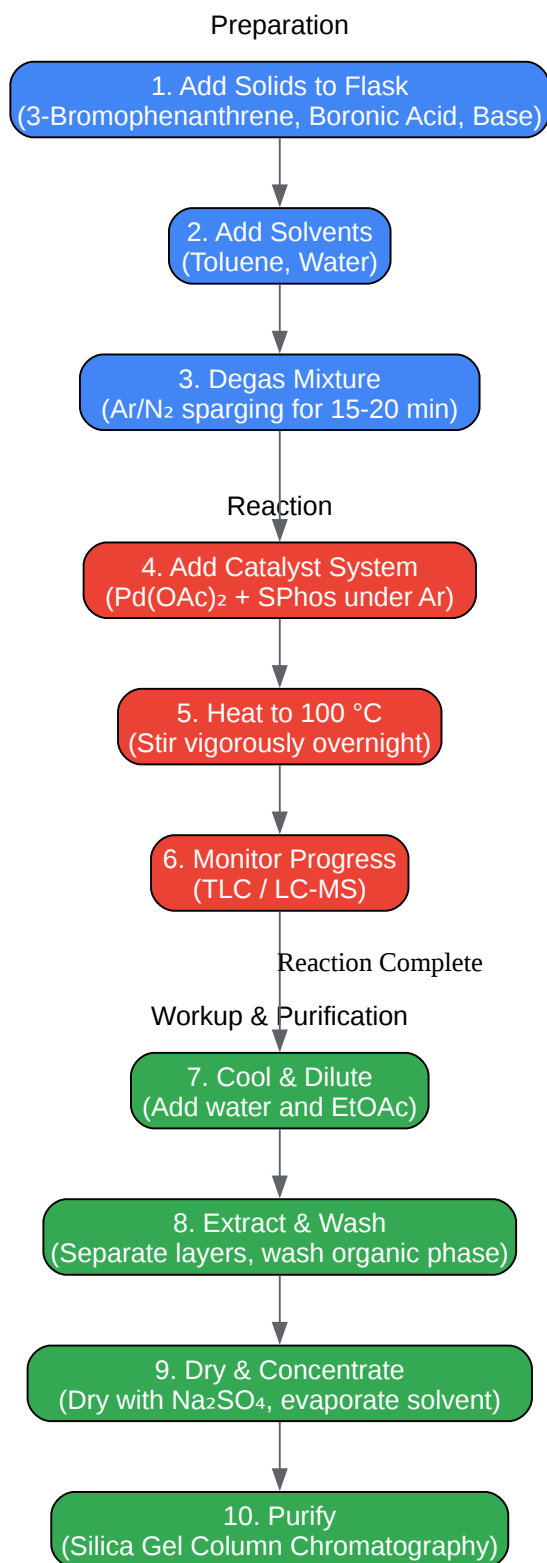 Preparation
1. Add Solids to Flask
(3-Bromophenanthrene, Boronic Acid, Base)
2. Add Solvents
(Toluene, Water)
3. Degas Mixture
(Ar/N₂ sparging for 15-20 min)
Reaction
4. Add Catalyst System
(Pd(OAc)₂ + SPhos under Ar)
5. Heat to 100 °C
(Stir vigorously overnight)
6. Monitor Progress
(TLC / LC-MS)
Reaction Complete
Workup & Purification
7. Cool & Dilute
(Add water and EtOAc)
8. Extract & Wash
(Separate layers, wash organic phase)
9. Dry & Concentrate
(Dry with Na₂SO₄, evaporate solvent)
10. Purify
(Silica Gel Column Chromatography)